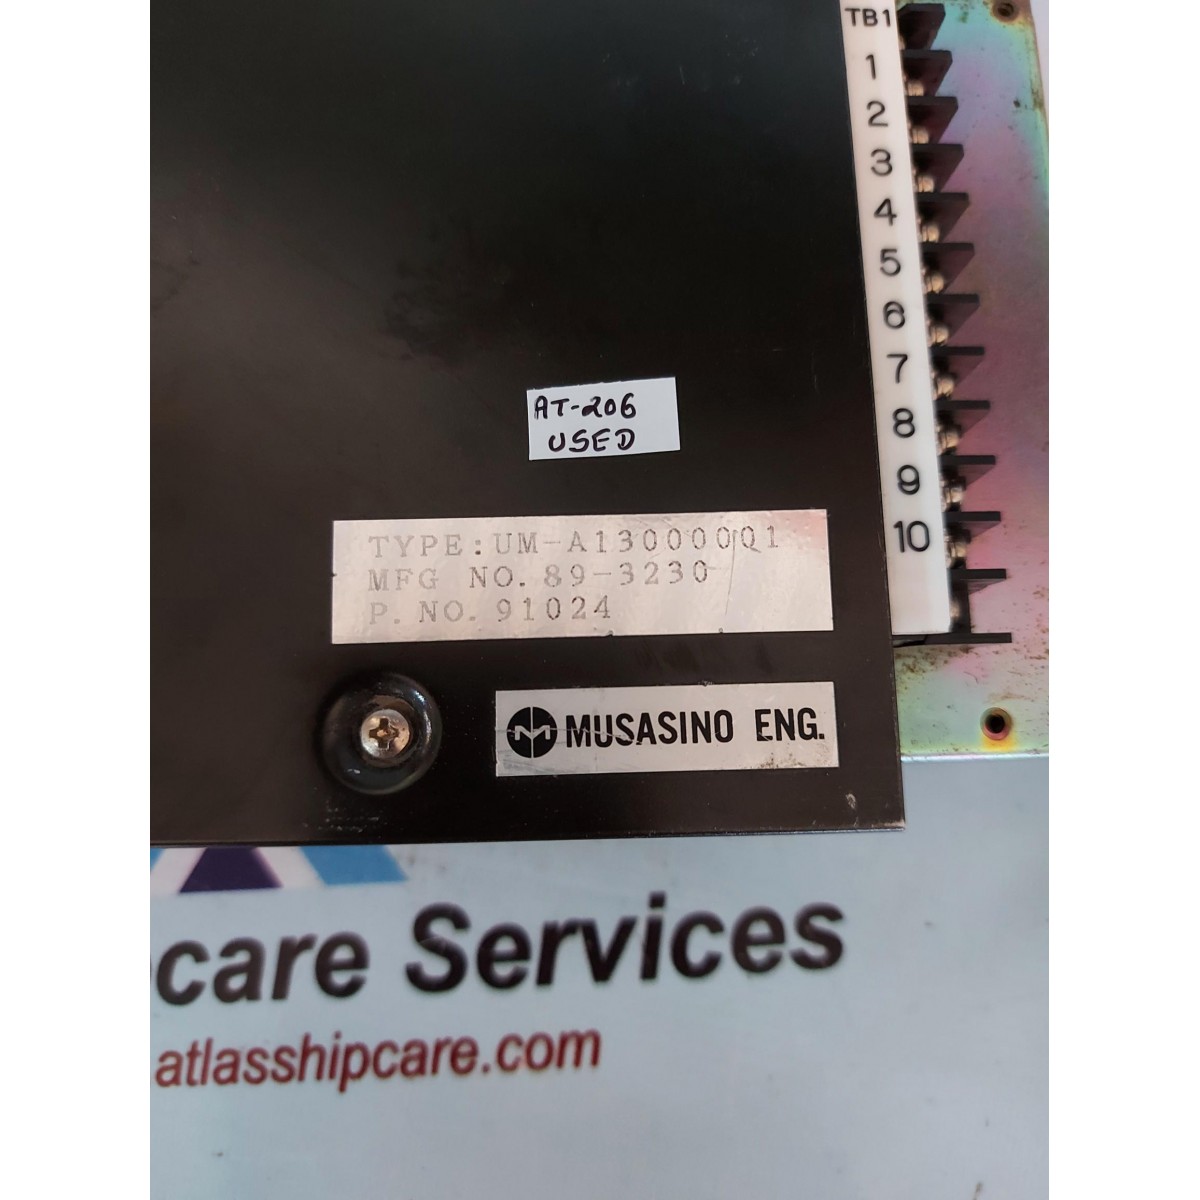 TB1
1
2
3
4
5
6
7
8
9
10
AT-206
USED
TYPE:UM-A130000Q1
MFG NO. 89-3230
P. NO. 91024
MUSASINO ENG.
care Services
atlasshipcare.com